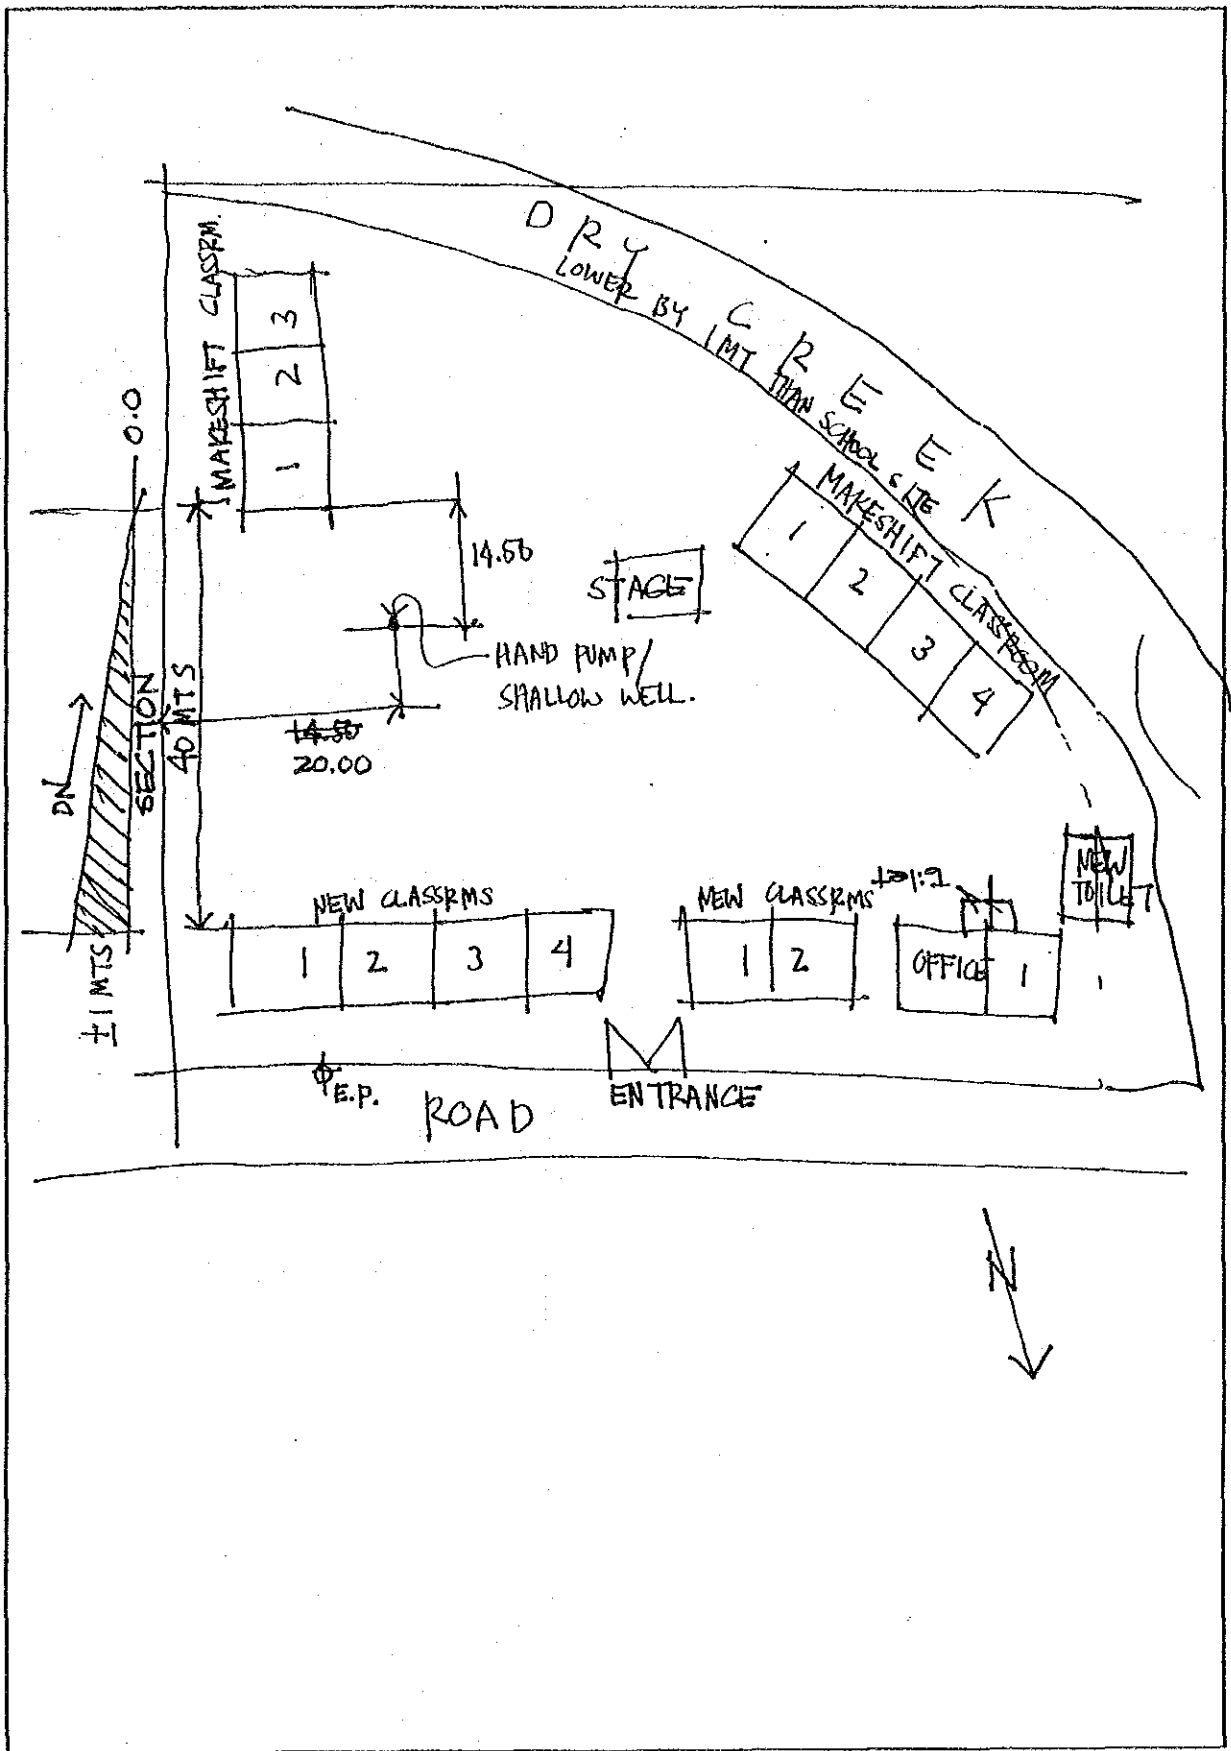 DRY CREEK
LOWER BY 1MT THAN SCHOOL SITE
MAKESHIFT CLASSRM.
3
2
1
0.0
14.50
STAGE
MAKESHIFT CLASSROOM
1
2
3
4
HAND PUMP/
SHALLOW WELL.
SECTION
40 MTS
DN
14.50
20.00
±1 MTS
NEW CLASSRMS
1 2 3 4
NEW CLASSRMS
1 2
toilet
OFFICE 1
NEW
TOILET
E.P.
ROAD
ENTRANCE
N